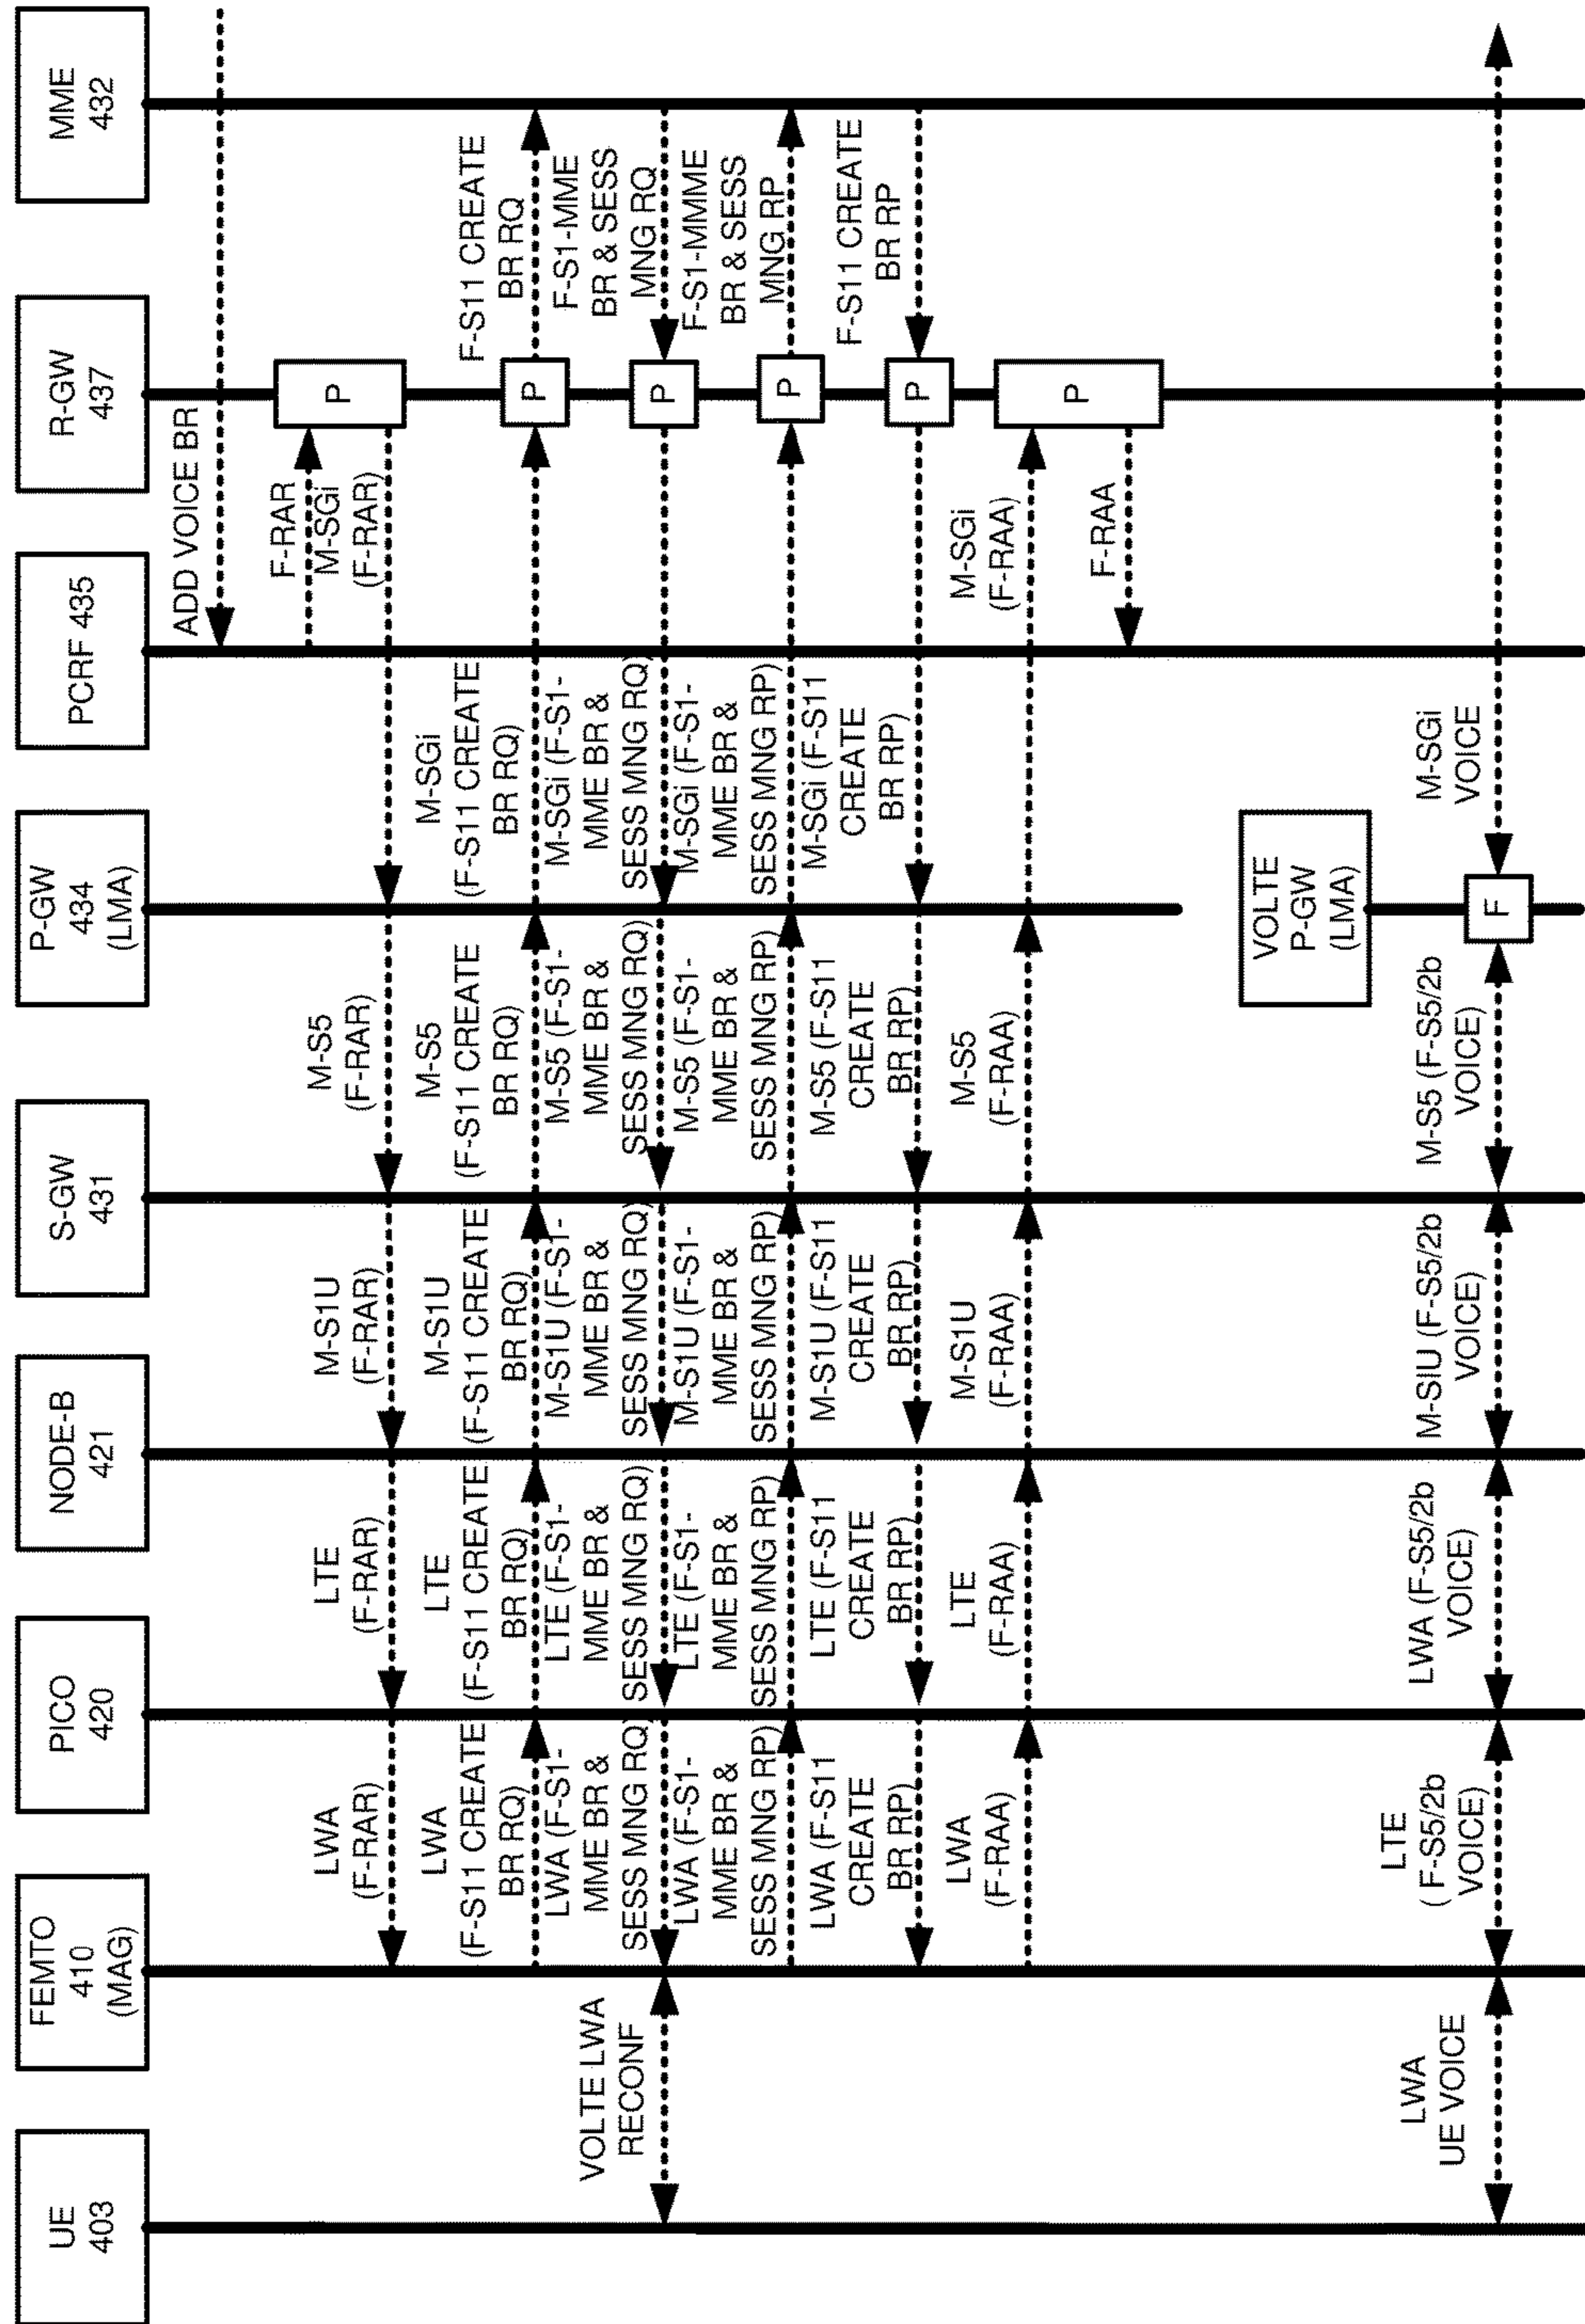 UE
403
FEMTO
410
(MAG)
PICO
420
NODE-B
421
S-GW
431
P-GW
434
(LMA)
PCRF 435
R-GW
437
MME
432
ADD VOICE BR
F-RAR
P
LWA
(F-RAR)
LTE
(F-RAR)
M-S1U
(F-RAR)
M-S5
(F-RAR)
M-SGi
(F-RAR)
LWA
(F-S11 CREATE
BR RQ)
LTE
(F-S11 CREATE
BR RQ)
M-S1U
(F-S11 CREATE
BR RQ)
M-S5
(F-S11 CREATE
BR RQ)
M-SGi
(F-S11 CREATE
BR RQ)
P
F-S11 CREATE
BR RQ
VOLTE LWA
RECONF
LWA (F-S1-
MME BR &
SESS MNG RQ)
LTE (F-S1-
MME BR &
SESS MNG RQ)
M-S1U (F-S1-
MME BR &
SESS MNG RQ)
M-S5 (F-S1-
MME BR &
SESS MNG RQ)
M-SGi (F-S1-
MME BR &
SESS MNG RQ)
P
F-S1-MME
BR & SESS
MNG RQ
LWA (F-S1-
MME BR &
SESS MNG RP)
LTE (F-S1-
MME BR &
SESS MNG RP)
M-S1U (F-S1-
MME BR &
SESS MNG RP)
M-S5 (F-S1-
MME BR &
SESS MNG RP)
M-SGi (F-S1-
MME BR &
SESS MNG RP)
P
F-S1-MMME
BR & SESS
MNG RP
LWA (F-S11
CREATE
BR RP)
LTE (F-S11
CREATE
BR RP)
M-S1U (F-S11
CREATE
BR RP)
M-S5 (F-S11
CREATE
BR RP)
M-SGi (F-S11
CREATE
BR RP)
P
F-S11 CREATE
BR RP
LWA
(F-RAA)
LTE
(F-RAA)
M-S1U
(F-RAA)
M-S5
(F-RAA)
M-SGi
(F-RAA)
P
F-RAA
VOLTE
P-GW
(LMA)
LWA
UE VOICE
LTE
( F-S5/2b
VOICE)
LWA (F-S5/2b
VOICE)
M-SIU (F-S5/2b
VOICE)
M-S5 (F-S5/2b
VOICE)
F
M-SGi
VOICE